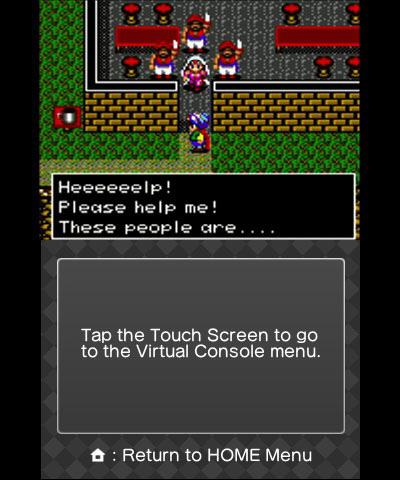 Heeeeeelp!
Please help me!
These people are....
Tap the Touch Screen to go
to the Virtual Console menu.
: Return to HOME Menu